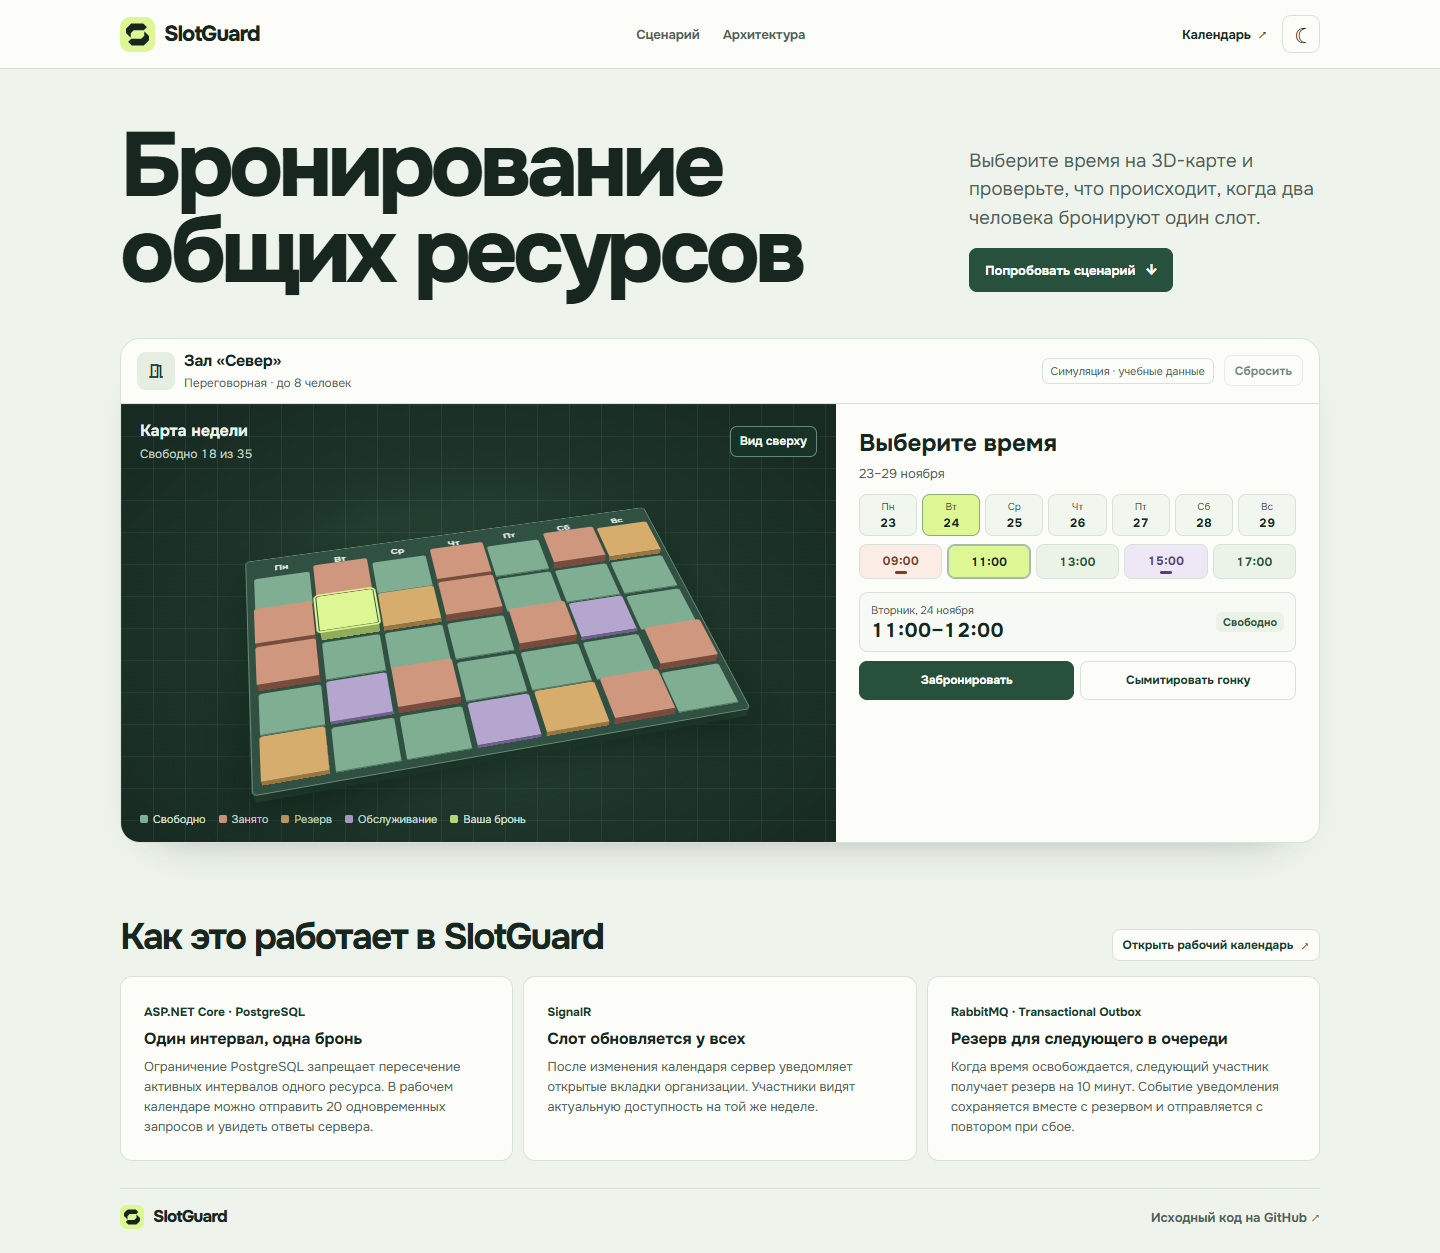 SlotGuard
Сценарий
Архитектура
Календарь ↗
Бронирование
общих ресурсов
Выберите время на 3D-карте и
проверьте, что происходит, когда два
человека бронируют один слот.
Попробовать сценарий ↓
Зал «Север»
Переговорная · до 8 человек
Симуляция · учебные данные
Сбросить
Карта недели
Свободно 18 из 35
Вид сверху
Пн
Вт
Ср
Чт
Пт
Сб
Вс
Свободно
Занято
Резерв
Обслуживание
Ваша бронь
Выберите время
23–29 ноября
Пн Вт Ср Чт Пт Сб Вс
23 24 25 26 27 28 29
09:00 11:00 13:00 15:00 17:00
Вторник, 24 ноября
11:00–12:00
Свободно
Забронировать
Сымитировать гонку
Как это работает в SlotGuard
Открыть рабочий календарь ↗
ASP.NET Core · PostgreSQL
Один интервал, одна бронь
Ограничение PostgreSQL запрещает пересечение
активных интервалов одного ресурса. В рабочем
календаре можно отправить 20 одновременных
запросов и увидеть ответы сервера.
SignalR
Слот обновляется у всех
После изменения календаря сервер уведомляет
открытые вкладки организации. Участники видят
актуальную доступность на той же неделе.
RabbitMQ · Transactional Outbox
Резерв для следующего в очереди
Когда время освобождается, следующий участник
получает резерв на 10 минут. Событие уведомления
сохраняется вместе с резервом и отправляется с
повтором при сбое.
SlotGuard
Исходный код на GitHub ↗